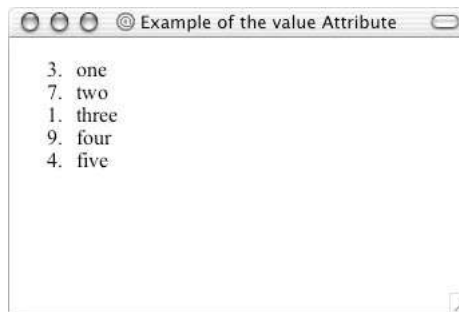 Example of the value Attribute
3. one
7. two
1. three
9. four
4. five